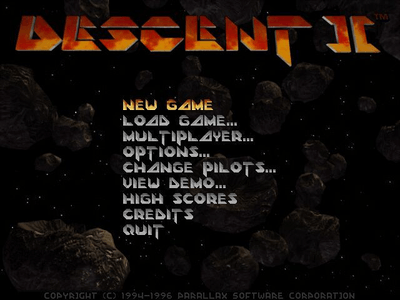 DESCENT II TM
NEW GAME
LOAD GAME...
MULTIPLAYER...
OPTIONS...
CHANGE PILOTS...
VIEW DEMO...
HIGH SCORES
CREDITS
QUIT
COPYRIGHT (C) 1994-1996 PARALLAX SOFTWARE CORPORATION